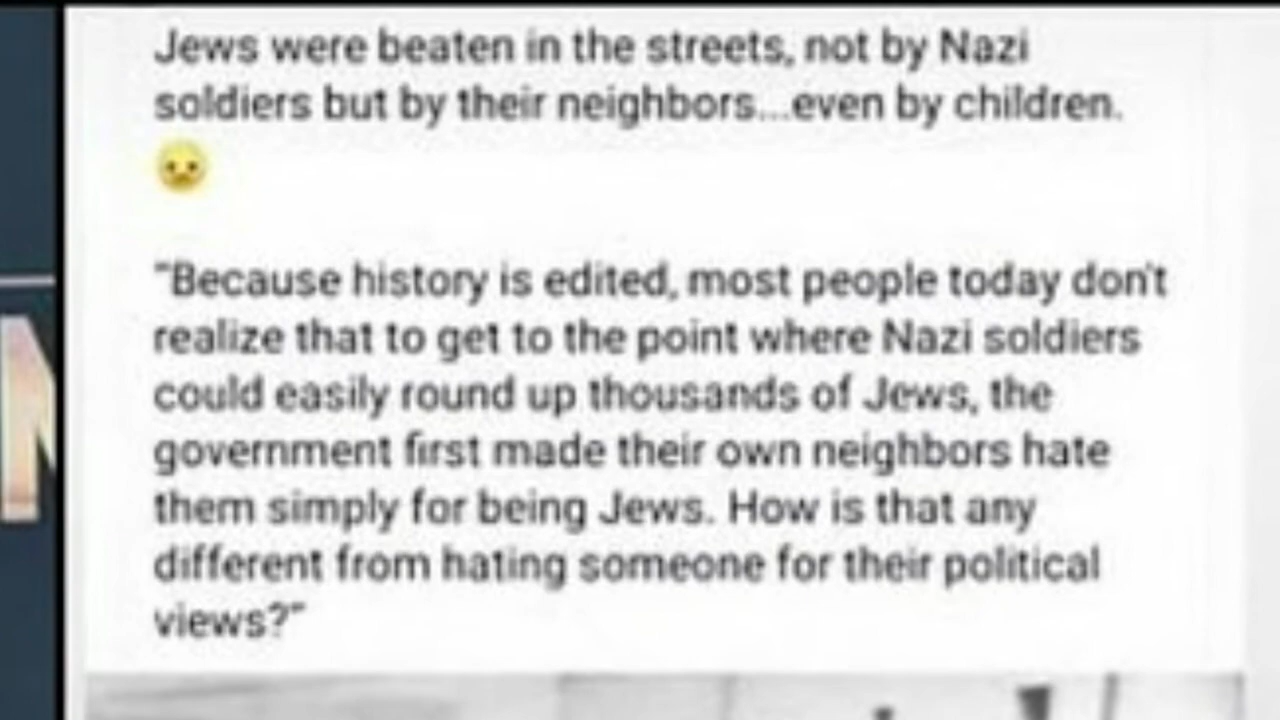 Jews were beaten in the streets, not by Nazi
soldiers but by their neighbors...even by children.
"Because history is edited, most people today don't
realize that to get to the point where Nazi soldiers
could easily round up thousands of Jews, the
government first made their own neighbors hate
them simply for being Jews. How is that any
different from hating someone for their political
views?"